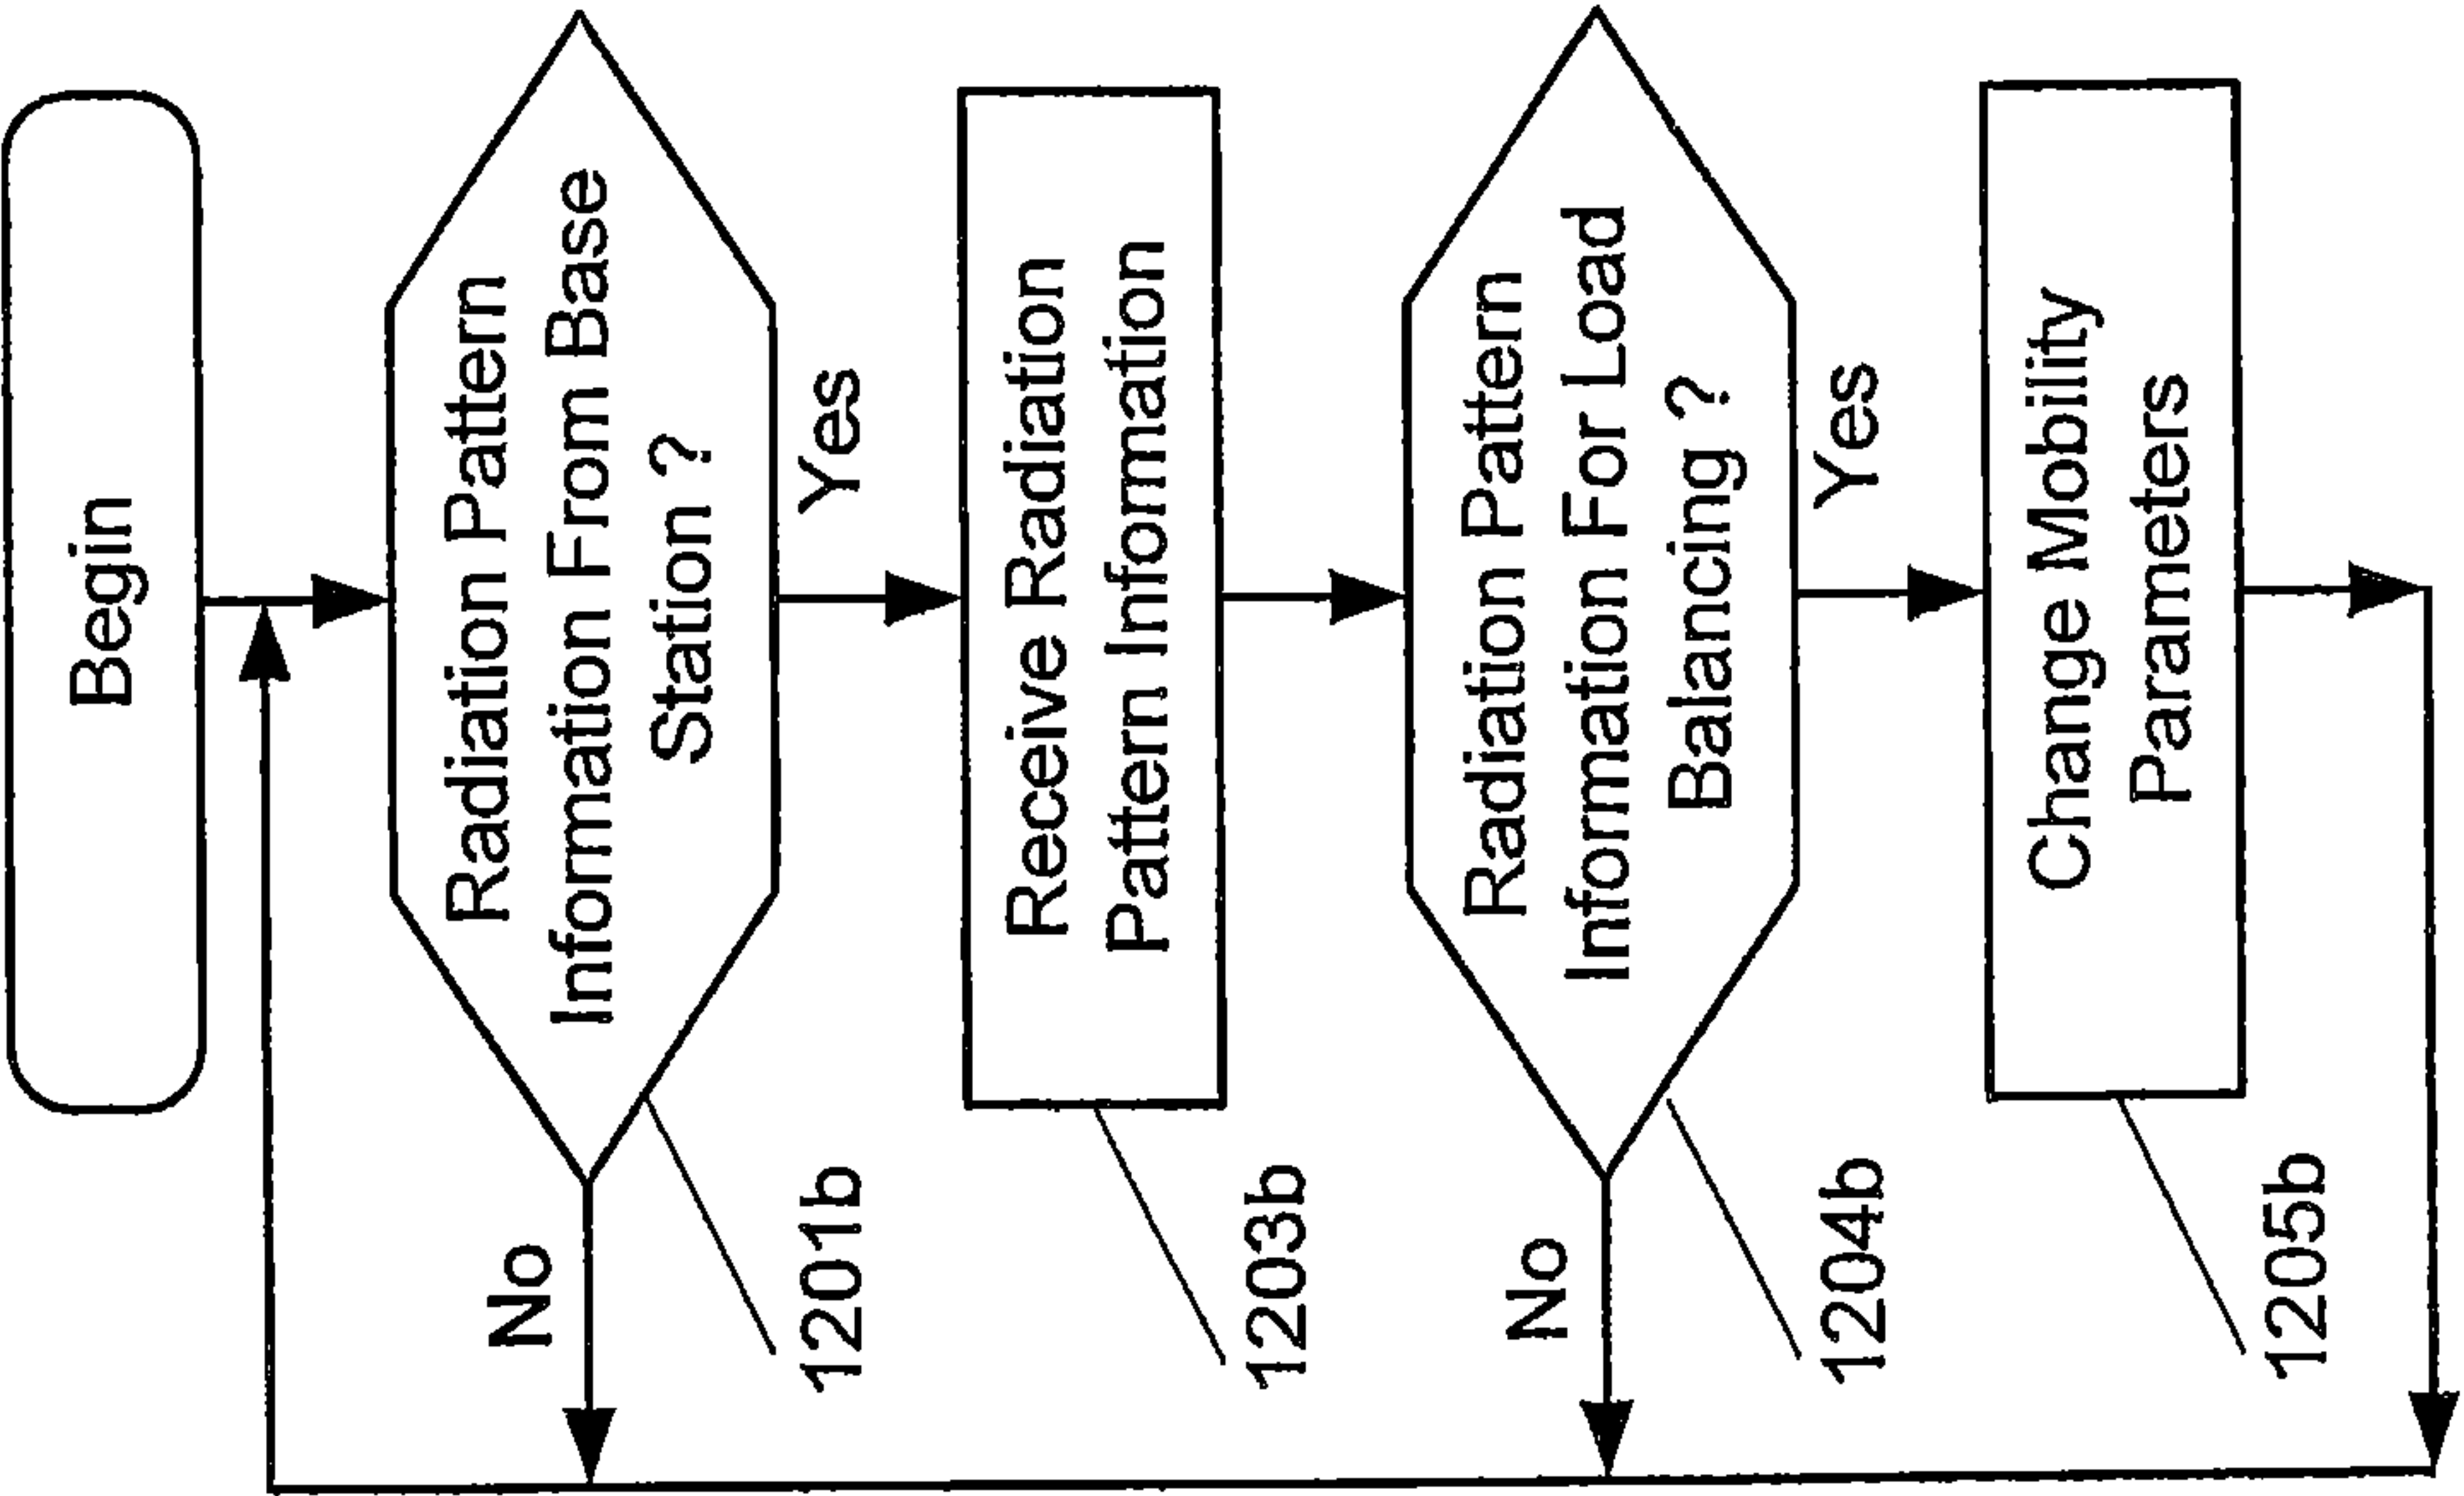 Begin
Radiation Pattern
Information From Base
Station ?
No
1201b
Yes
Receive Radiation
Pattern Information
1203b
Radiation Pattern
Information For Load
Balancing ?
No
1204b
Yes
Change Mobility
Parameters
1205b